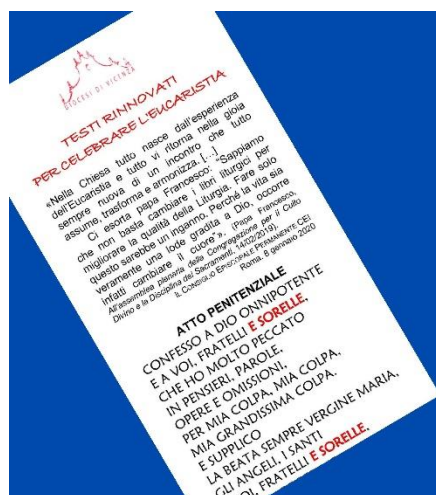 DIOCESI DI VICENZA
TESTI RINNOVATI
PER CELEBRARE L'EUCARISTIA
«Nella Chiesa tutto nasce dall'esperienza
dell'Eucaristia e tutto vi ritorna nella gioia
sempre nuova di un incontro che tutto
assume, trasforma e armonizza. [...]
Ci esorta papa Francesco: "Sappiamo
che non basta cambiare i libri liturgici per
migliorare la qualità della Liturgia. Fare solo
questo sarebbe un inganno. Perché la vita sia
veramente una lode gradita a Dio, occorre
infatti cambiare il cuore"». (Papa Francesco,
All'assemblea plenaria della Congregazione per il Culto
Divino e la Disciplina dei Sacramenti, 14/02/2019).
IL CONSIGLIO EPISCOPALE PERMANENTE CEI
Roma, 8 gennaio 2020
ATTO PENITENZIALE
CONFESSO A DIO ONNIPOTENTE
E A VOI, FRATELLI E SORELLE,
CHE HO MOLTO PECCATO
IN PENSIERI, PAROLE,
OPERE E OMISSIONI,
PER MIA COLPA, MIA COLPA,
MIA GRANDISSIMA COLPA.
E SUPPLICO
LA BEATA SEMPRE VERGINE MARIA,
GLI ANGELI, I SANTI
VOI, FRATELLI E SORELLE,